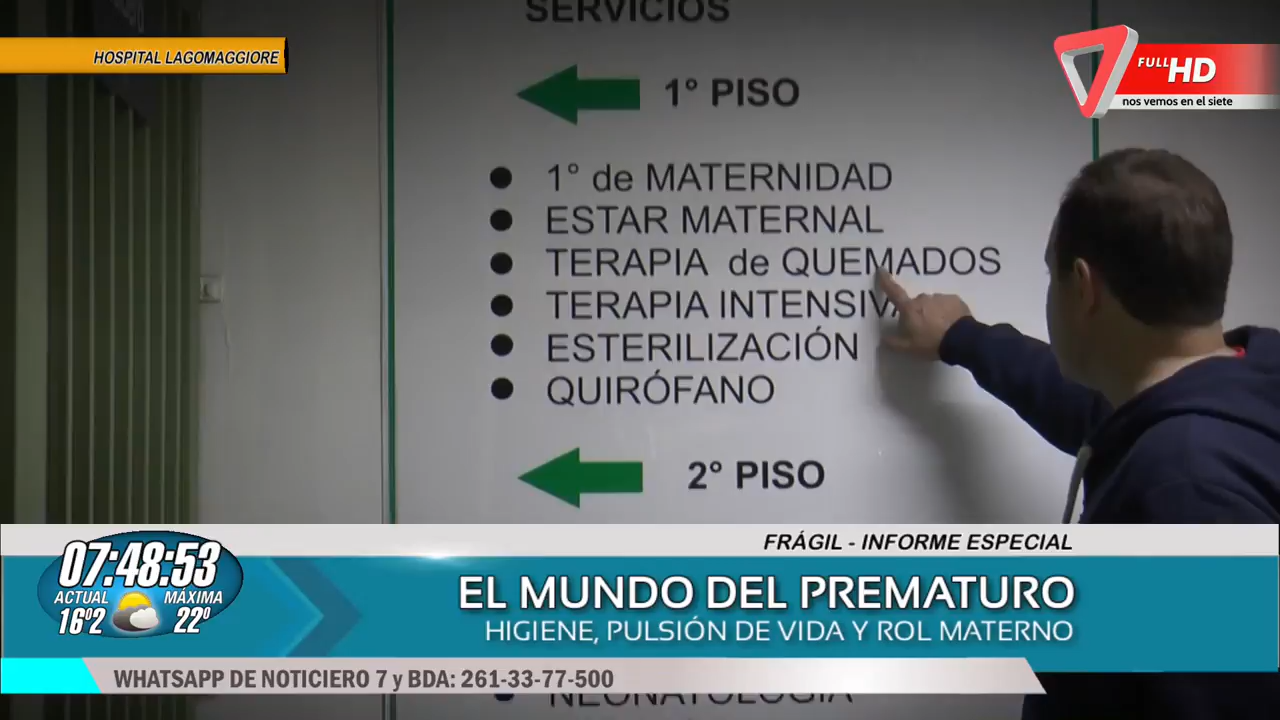 SERVICIOS
HOSPITAL LAGOMAGGIORE
FULL HD
nos vemos en el siete
1° PISO
1° de MATERNIDAD
ESTAR MATERNAL
TERAPIA de QUEMADOS
TERAPIA INTENSIVA
ESTERILIZACIÓN
QUIRÓFANO
2° PISO
FRÁGIL - INFORME ESPECIAL
07:48:53
ACTUAL MÁXIMA
16º2 22º
EL MUNDO DEL PREMATURO
HIGIENE, PULSIÓN DE VIDA Y ROL MATERNO
WHATSAPP DE NOTICIERO 7 y BDA: 261-33-77-500
NEONATOLOGÍA